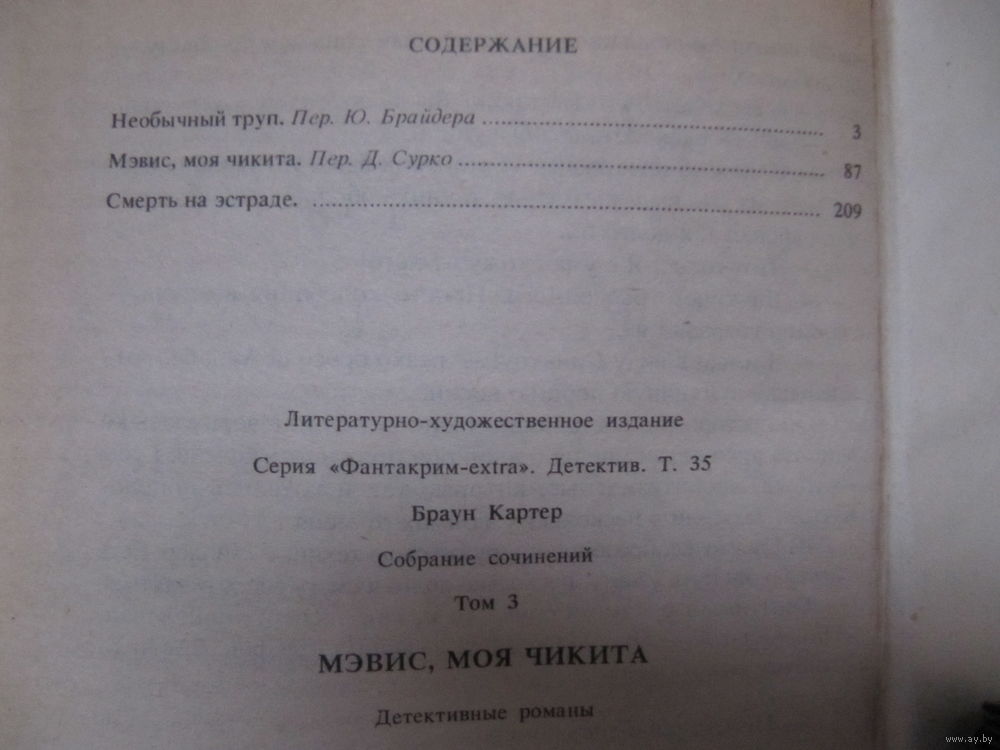 СОДЕРЖАНИЕ
Необычный труп. Пер. Ю. Брайдера ........................ 3
Мэвис, моя чикита. Пер. Д. Сурко ........................ 87
Смерть на эстраде. ........................ 209
Литературно-художественное издание
Серия «Фантакрим-extra». Детектив. Т. 35
Браун Картер
Собрание сочинений
Том 3
МЭВИС, МОЯ ЧИКИТА
Детективные романы
www.ay.by